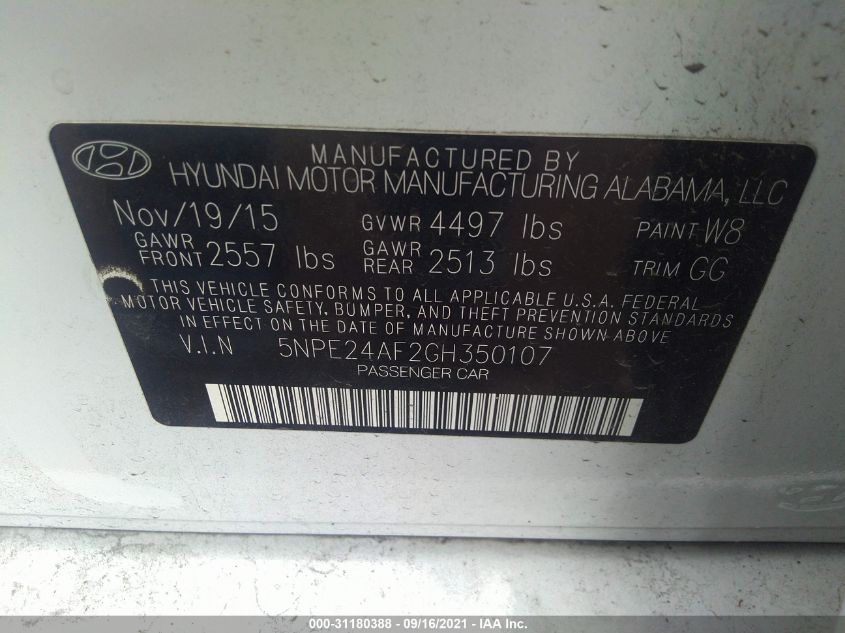 MANUFACTURED BY
HYUNDAI MOTOR MANUFACTURING ALABAMA, LLC
Nov/19/15 GVWR 4497 lbs PAINT W8
GAWR FRONT 2557 lbs GAWR REAR 2513 lbs TRIM GG
THIS VEHICLE CONFORMS TO ALL APPLICABLE U.S.A. FEDERAL
MOTOR VEHICLE SAFETY, BUMPER, AND THEFT PREVENTION STANDARDS
IN EFFECT ON THE DATE OF MANUFACTURE SHOWN ABOVE
V.I.N 5NPE24AF2GH350107
PASSENGER CAR
000-31180388 - 09/16/2021 - IAA Inc.